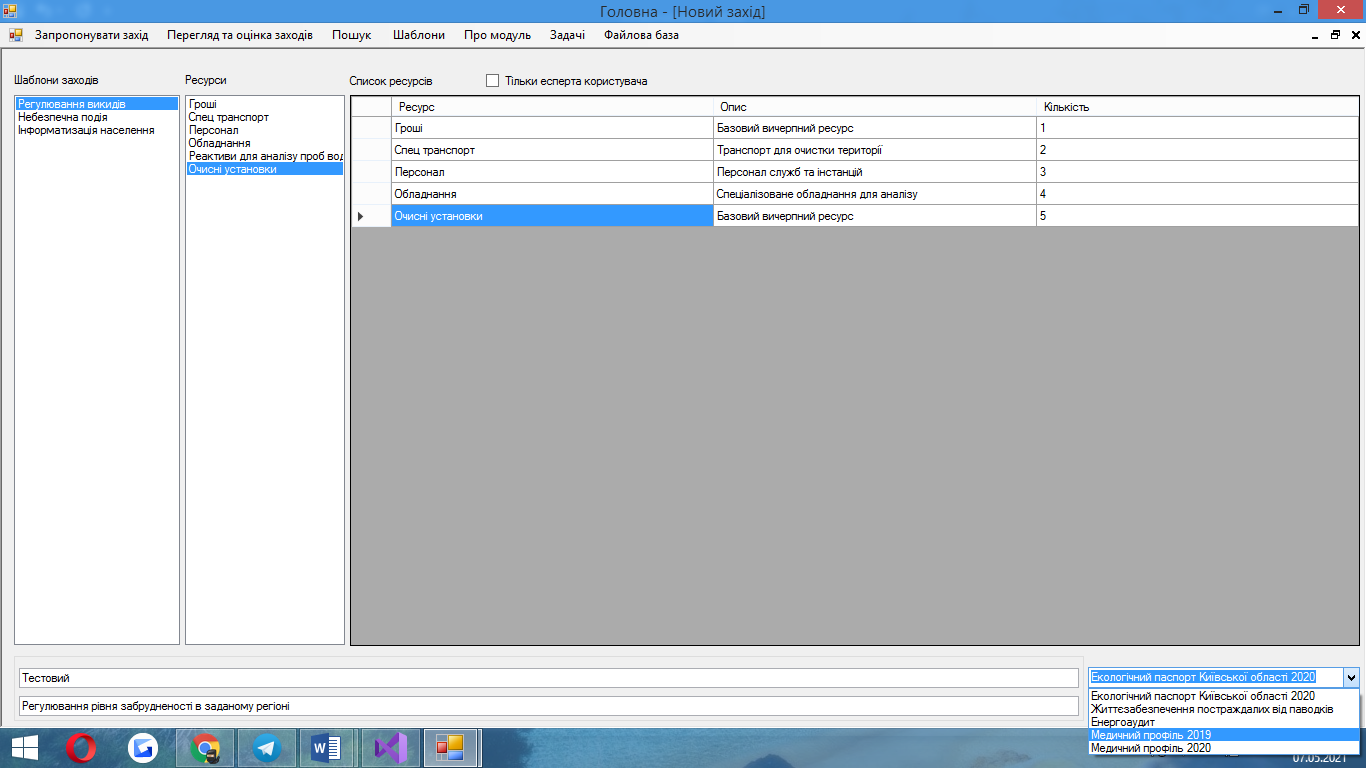 Головна - [Новий захід]
Запропонувати захід Перегляд та оцінка заходів Пошук Шаблони Про модуль Задачі Файлова база
Шаблони заходів
Регулювання викидів
Небезпечна подія
Інформатизація населення
Ресурси
Гроші
Спец транспорт
Персонал
Обладнання
Реактиви для аналізу проб вод
Очисні установки
Список ресурсів
Тільки есперта користувача
Ресурс Опис Кількість
Гроші Базовий вичерпний ресурс 1
Спец транспорт Транспорт для очистки території 2
Персонал Персонал служб та інстанцій 3
Обладнання Спеціалізоване обладнання для аналізу 4
Очисні установки Базовий вичерпний ресурс 5
Тестовий
Регулювання рівня забрудненості в заданому регіоні
Екологічний паспорт Київської області 2020
Екологічний паспорт Київської області 2020
Життєзабезпечення постраждалих від паводків
Енергоаудит
Медичний профіль 2019
Медичний профіль 2020
07.05.2021